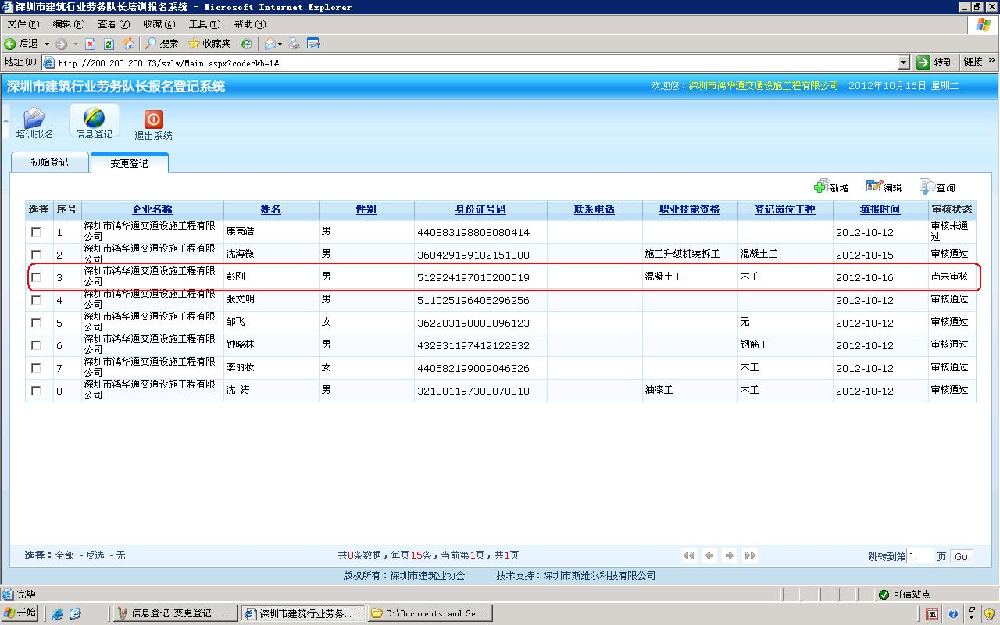 深圳市建筑行业劳务队长培训报名系统 - Microsoft Internet Explorer
文件(F) 编辑(E) 查看(V) 收藏(A) 工具(T) 帮助(H)
后退 搜索 收藏夹
地址(D) http://200.200.200.73/szlw/Main.aspx?codeckh=1# 转到 链接 »
深圳市建筑行业劳务队长报名登记系统 欢迎您：深圳市鸿华通交通设施工程有限公司 2012年10月16日 星期二
培训报名 信息登记 退出系统
初始登记 变更登记
新增 编辑 查询
选择 序号 企业名称 姓名 性别 身份证号码 联系电话 职业技能资格 登记岗位工种 填报时间 审核状态
1 深圳市鸿华通交通设施工程有限公司 康高浩 男 440883198808080414 2012-10-12 审核未通过
2 深圳市鸿华通交通设施工程有限公司 沈海微 男 360429199102151000 施工升级机装拆工 混凝土工 2012-10-15 审核通过
3 深圳市鸿华通交通设施工程有限公司 彭刚 男 512924197010200019 混凝土工 木工 2012-10-16 尚未审核
4 深圳市鸿华通交通设施工程有限公司 张文明 男 511025196405296256 2012-10-12 审核通过
5 深圳市鸿华通交通设施工程有限公司 邹飞 女 362203198803096123 无 2012-10-12 审核通过
6 深圳市鸿华通交通设施工程有限公司 钟晓林 男 432831197412122832 钢筋工 2012-10-12 审核通过
7 深圳市鸿华通交通设施工程有限公司 李丽妆 女 440582199009046326 木工 2012-10-12 审核通过
8 深圳市鸿华通交通设施工程有限公司 沈 涛 男 321001197308070018 油漆工 木工 2012-10-12 审核通过
选择：全部 - 反选 - 无 共8条数据，每页15条，当前第1页，共1页 跳转到第 1 页 Go
版权所有：深圳市建筑业协会 技术支持：深圳市斯维尔科技有限公司
完毕 可信站点
开始 信息登记-变更登记-... 深圳市建筑行业劳务... C:\Documents and Se... 五